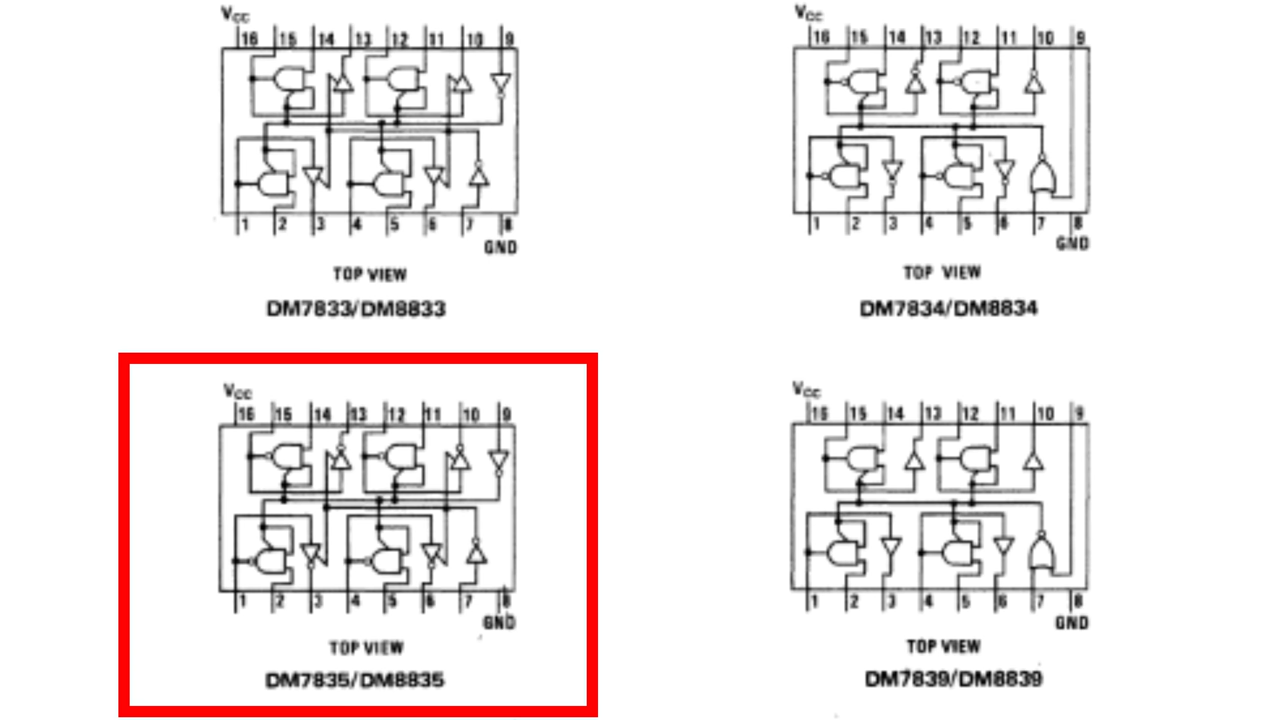 VCC
16 15 14 13 12 11 10 9
1 2 3 4 5 6 7 8
GND
TOP VIEW
DM7833/DM8833
VCC
16 15 14 13 12 11 10 9
1 2 3 4 5 6 7 8
GND
TOP VIEW
DM7834/DM8834
VCC
16 15 14 13 12 11 10 9
1 2 3 4 5 6 7 8
GND
TOP VIEW
DM7835/DM8835
VCC
16 15 14 13 12 11 10 9
1 2 3 4 5 6 7 8
GND
TOP VIEW
DM7839/DM8839